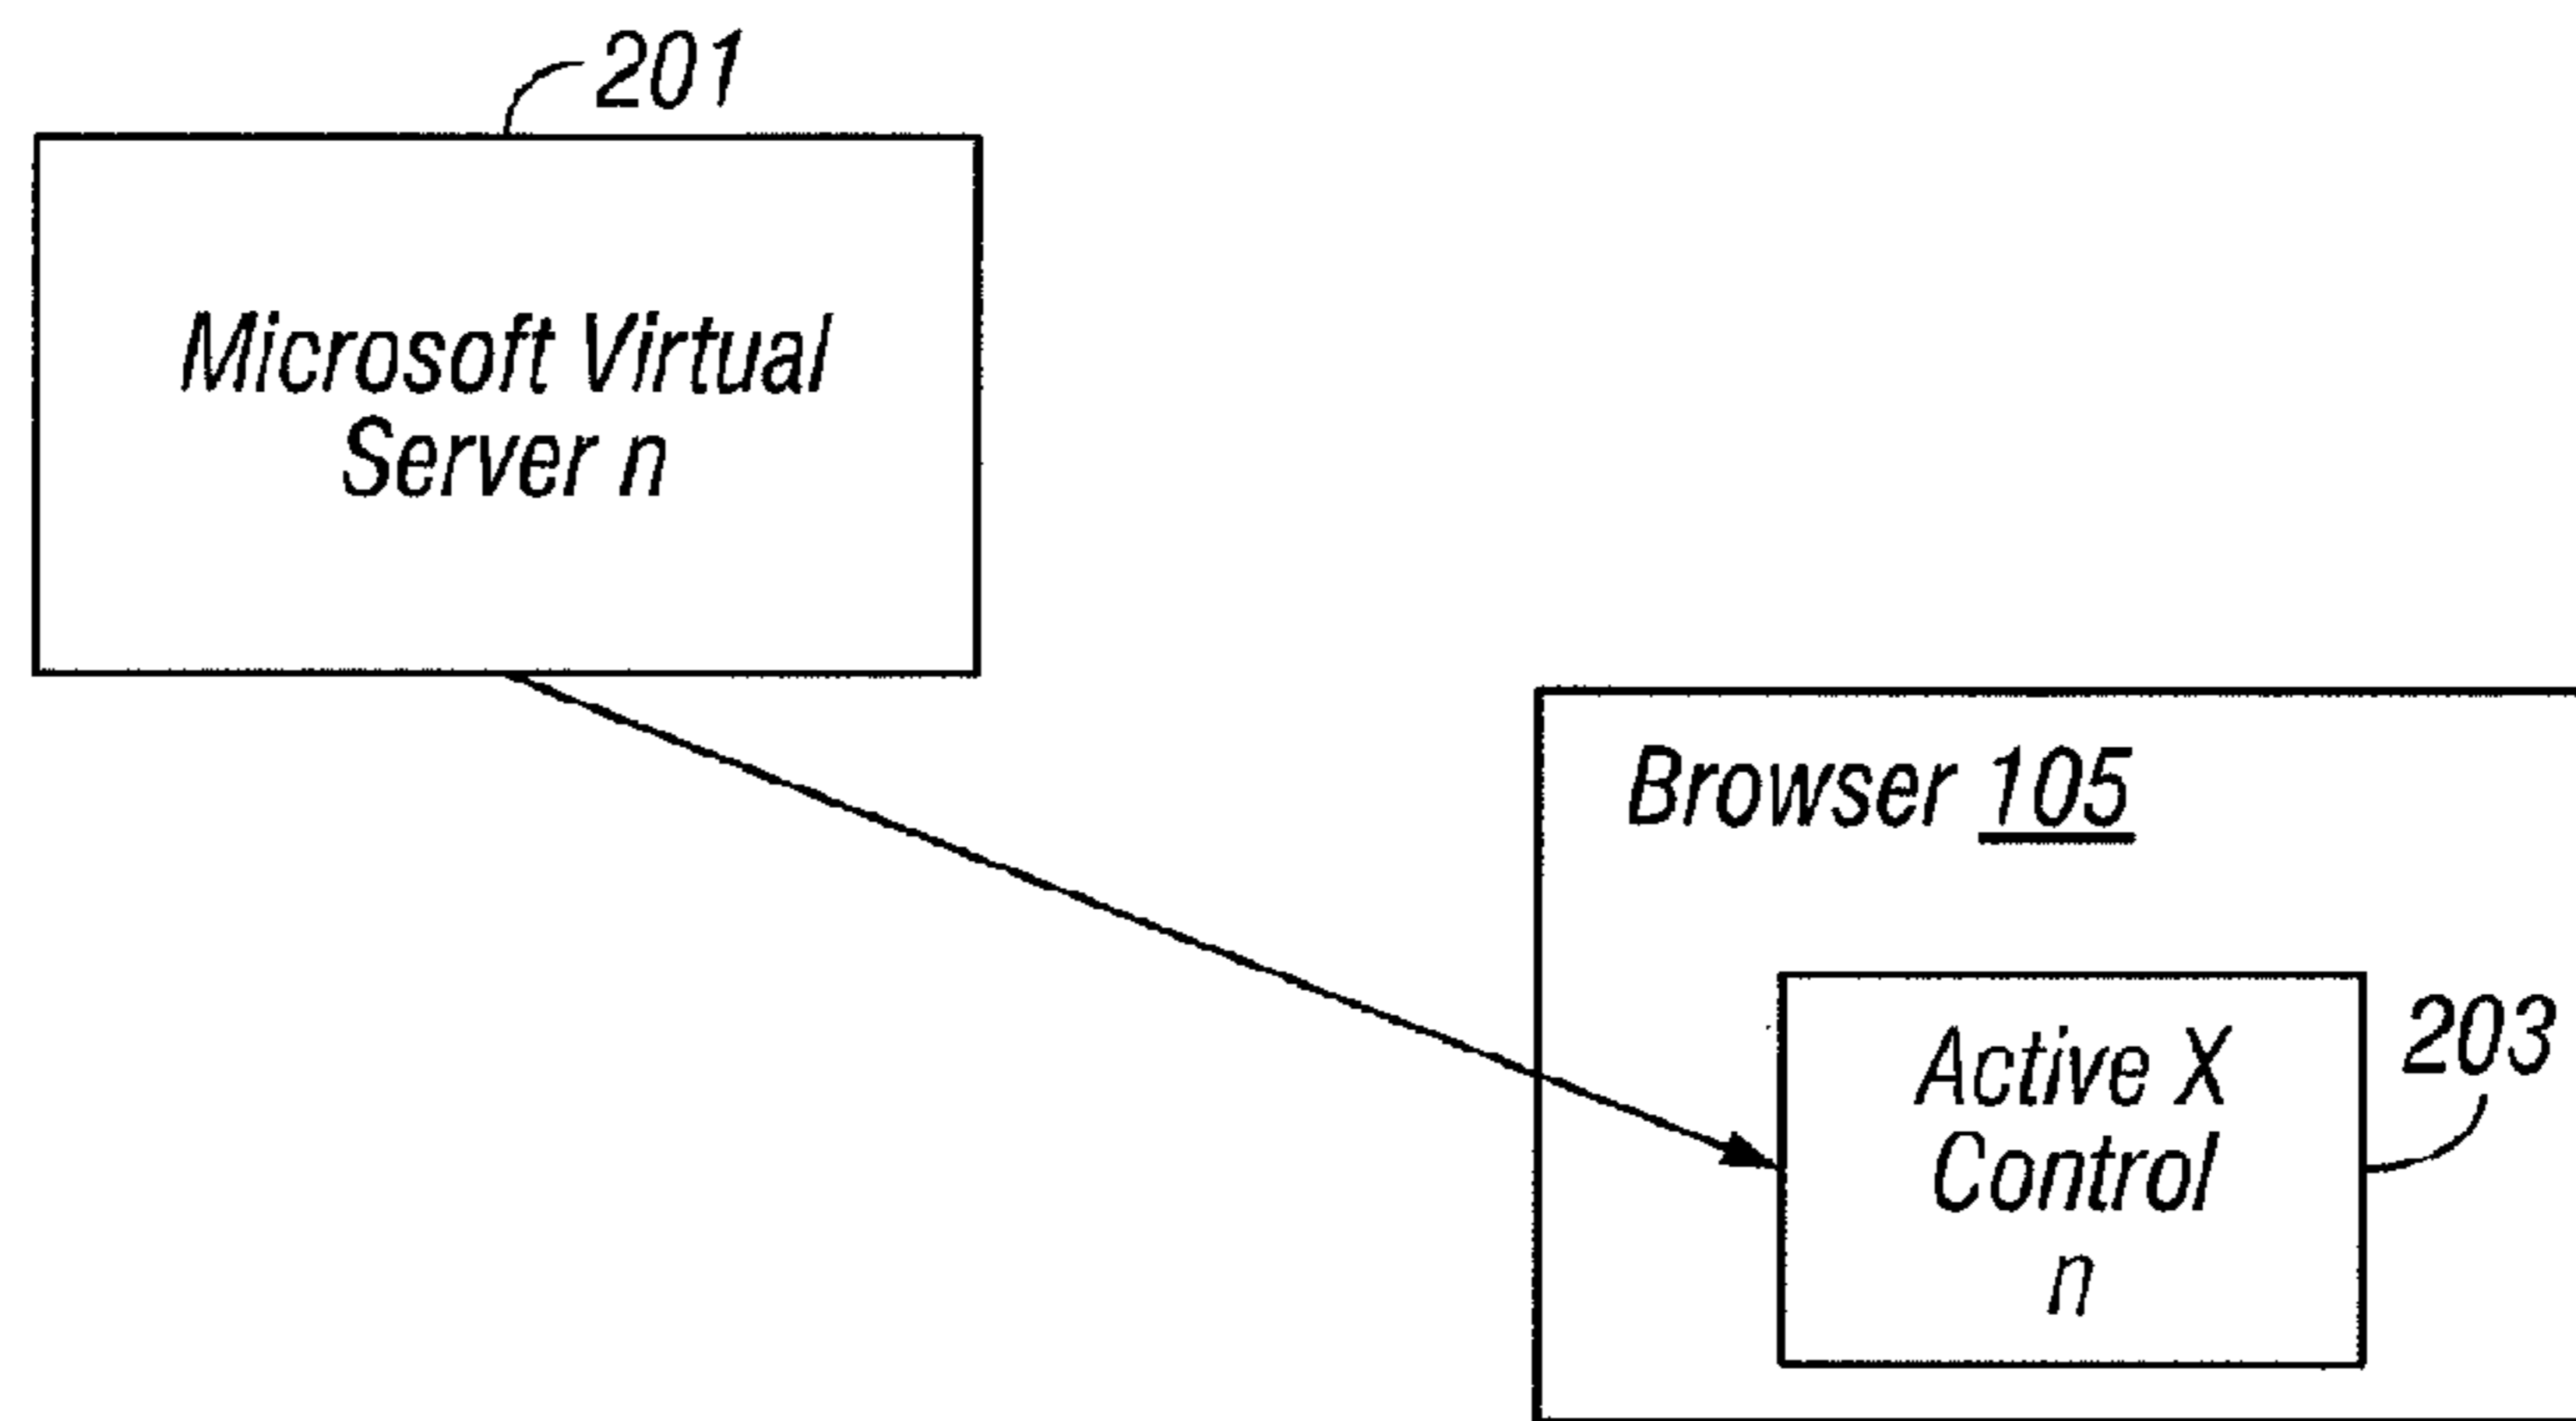 201
Microsoft Virtual
Server n
Browser 105
Active X
Control
n
203